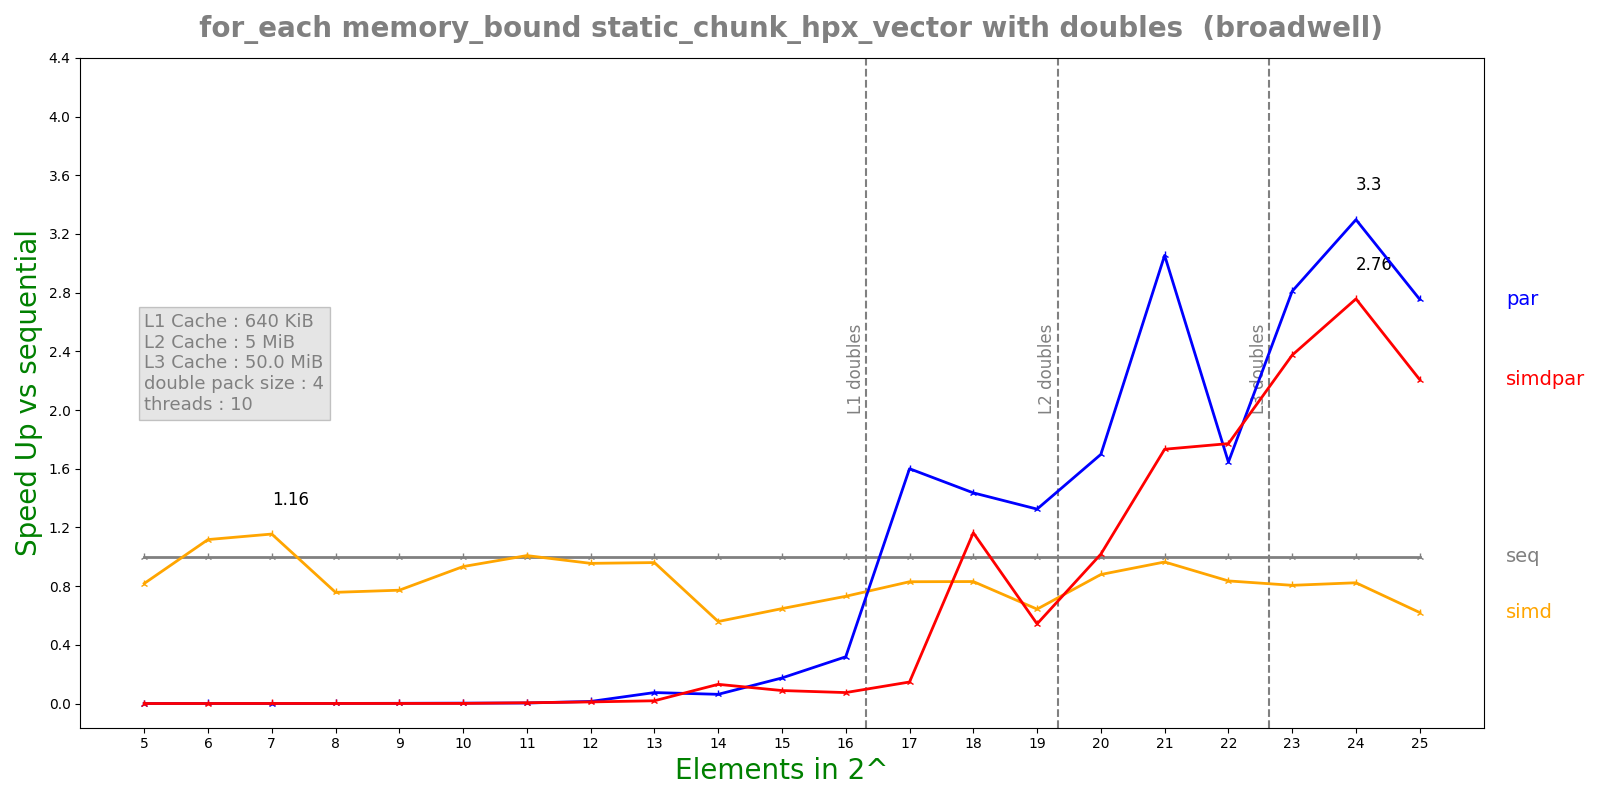 for_each memory_bound static_chunk_hpx_vector with doubles (broadwell)
Speed Up vs sequential
4.4
4.0
3.6
3.2
2.8
2.4
2.0
1.6
1.2
0.8
0.4
0.0
L1 Cache : 640 KiB
L2 Cache : 5 MiB
L3 Cache : 50.0 MiB
double pack size : 4
threads : 10
1.16
L1 doubles
L2 doubles
L3 doubles
3.3
2.76
par
simdpar
seq
simd
5 6 7 8 9 10 11 12 13 14 15 16 17 18 19 20 21 22 23 24 25
Elements in 2^